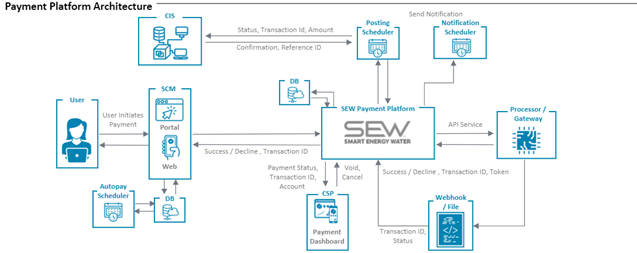 Payment Platform Architecture
CIS
Status, Transaction Id, Amount
Confirmation, Reference ID
Posting
Scheduler
Send Notification
Notification
Scheduler
DB
User
User Initiates
Payment
SCM
Portal
Web
Success / Decline , Transaction ID
SEW Payment Platform
SEW
SMART ENERGY WATER
API Service
Processor /
Gateway
Success / Decline , Transaction ID, Token
Payment Status,
Transaction ID,
Account
Void,
Cancel
Autopay
Scheduler
DB
CSP
Payment
Dashboard
Webhook
/ File
</>
Transaction ID,
Status